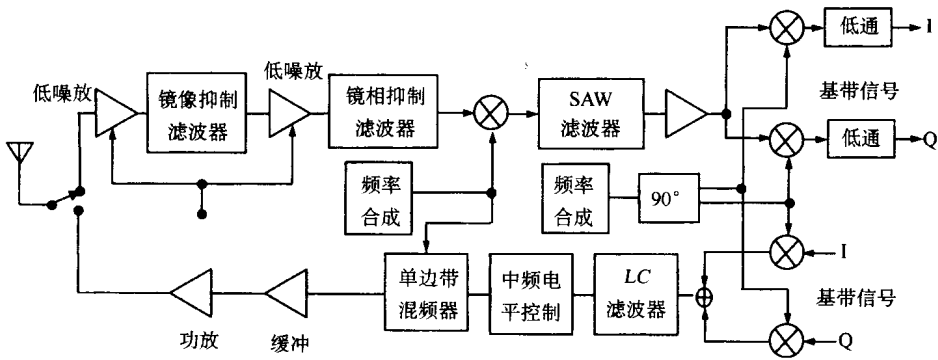 低噪放
镜像抑制
滤波器
低噪放
镜相抑制
滤波器
SAW
滤波器
低通
I
基带信号
低通
Q
频率
合成
频率
合成
90°
单边带
混频器
中频电
平控制
LC
滤波器
I
基带信号
Q
功放
缓冲